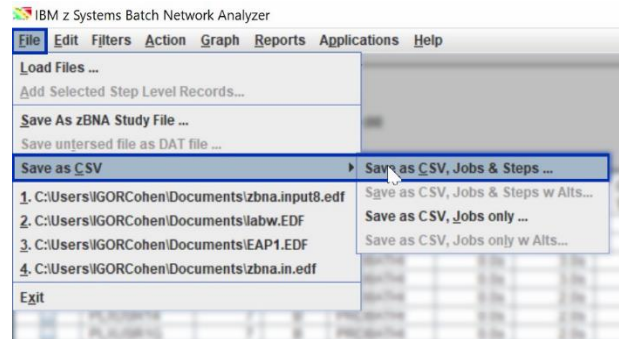 IBM z Systems Batch Network Analyzer
File Edit Filters Action Graph Reports Applications Help
Load Files ...
Add Selected Step Level Records...
Save As zBNA Study File ...
Save untersed file as DAT file ...
Save as CSV
Save as CSV, Jobs & Steps ...
Save as CSV, Jobs & Steps w Alts...
Save as CSV, Jobs only ...
Save as CSV, Jobs only w Alts...
1. C:\Users\IGORCohen\Documents\zbna.input8.edf
2. C:\Users\IGORCohen\Documents\labw.EDF
3. C:\Users\IGORCohen\Documents\EAP1.EDF
4. C:\Users\IGORCohen\Documents\zbna.in.edf
Exit